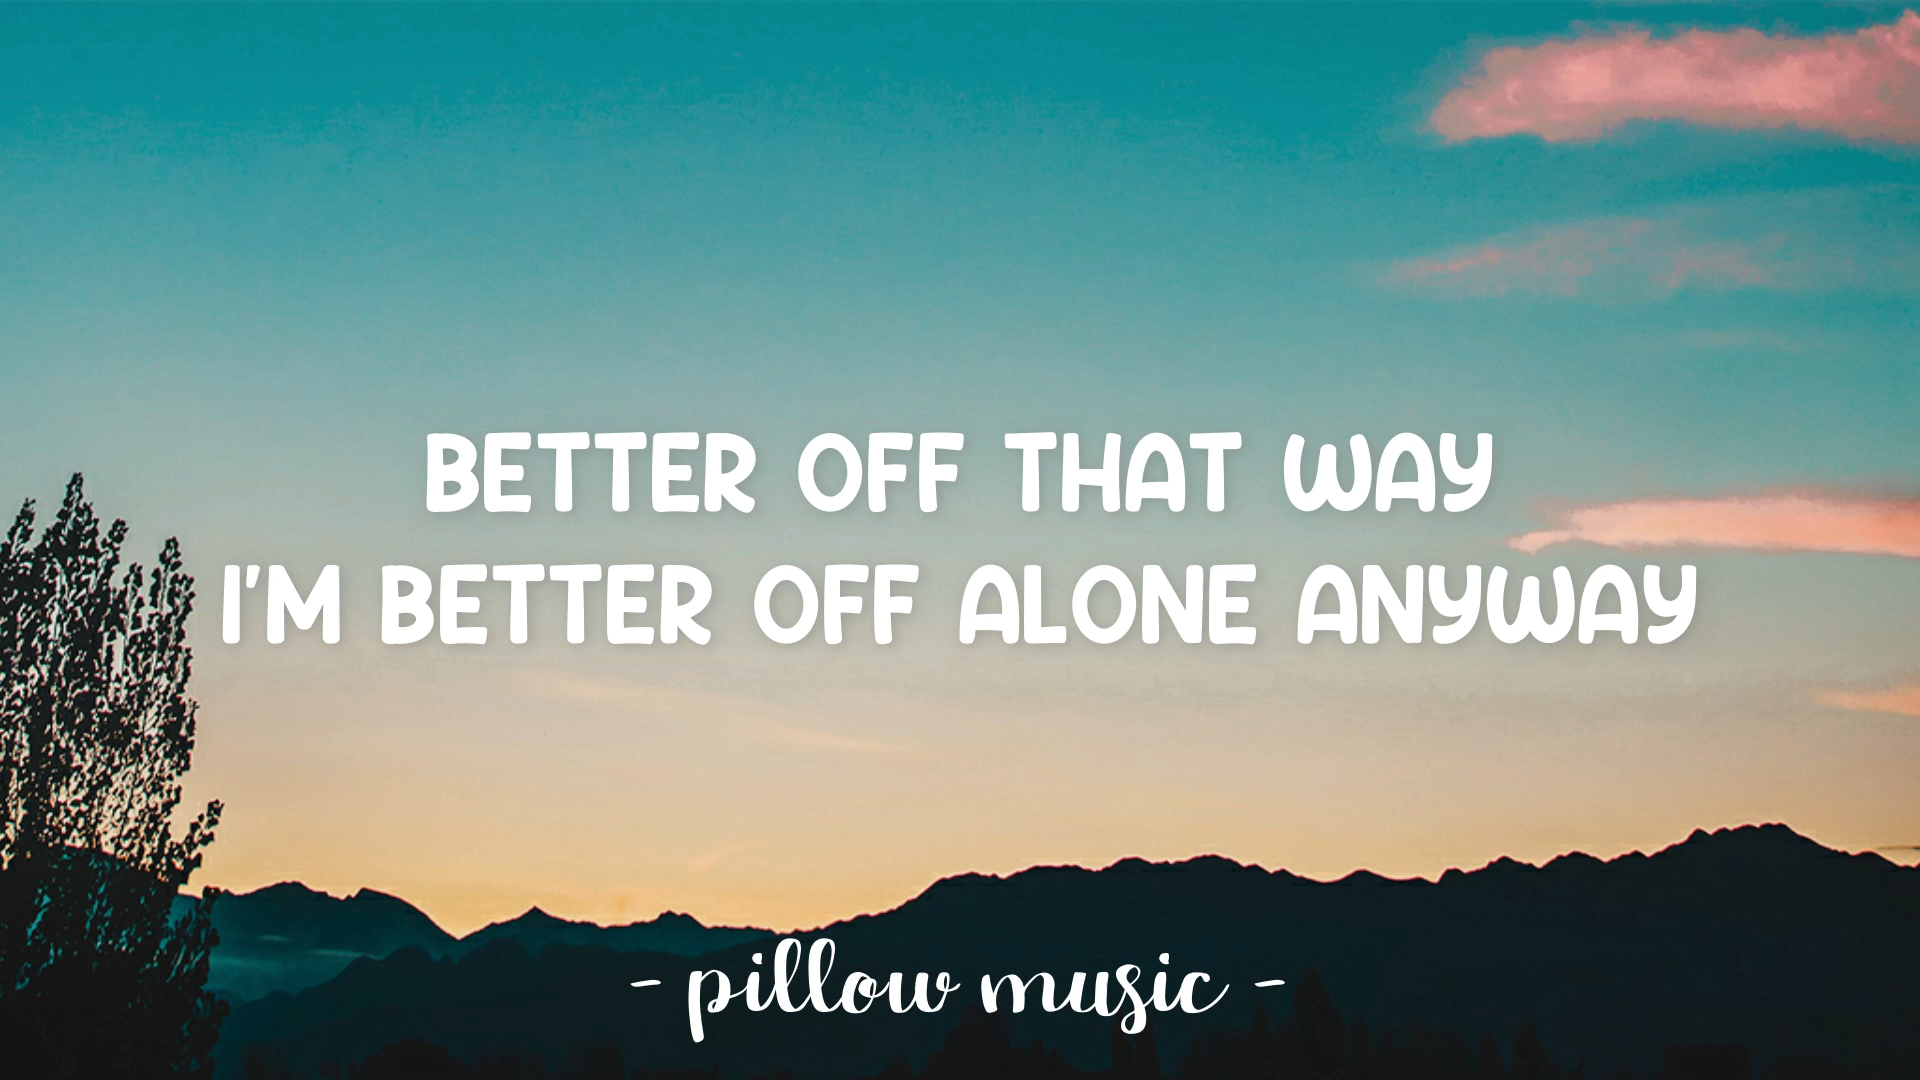 BETTER OFF THAT WAY
I'M BETTER OFF ALONE ANYWAY
- pillow music -